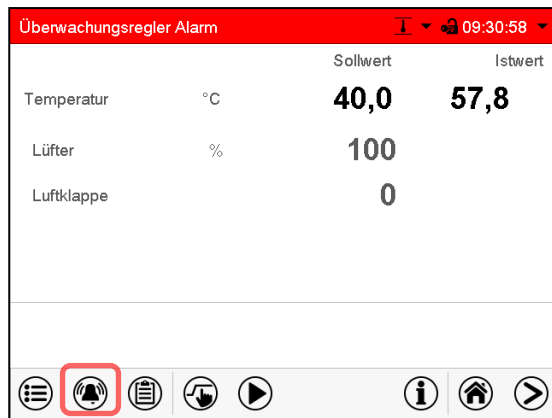 Überwachungsregler Alarm 09:30:58
Sollwert Istwert
Temperatur °C 40,0 57,8
Lüfter % 100
Luftklappe 0